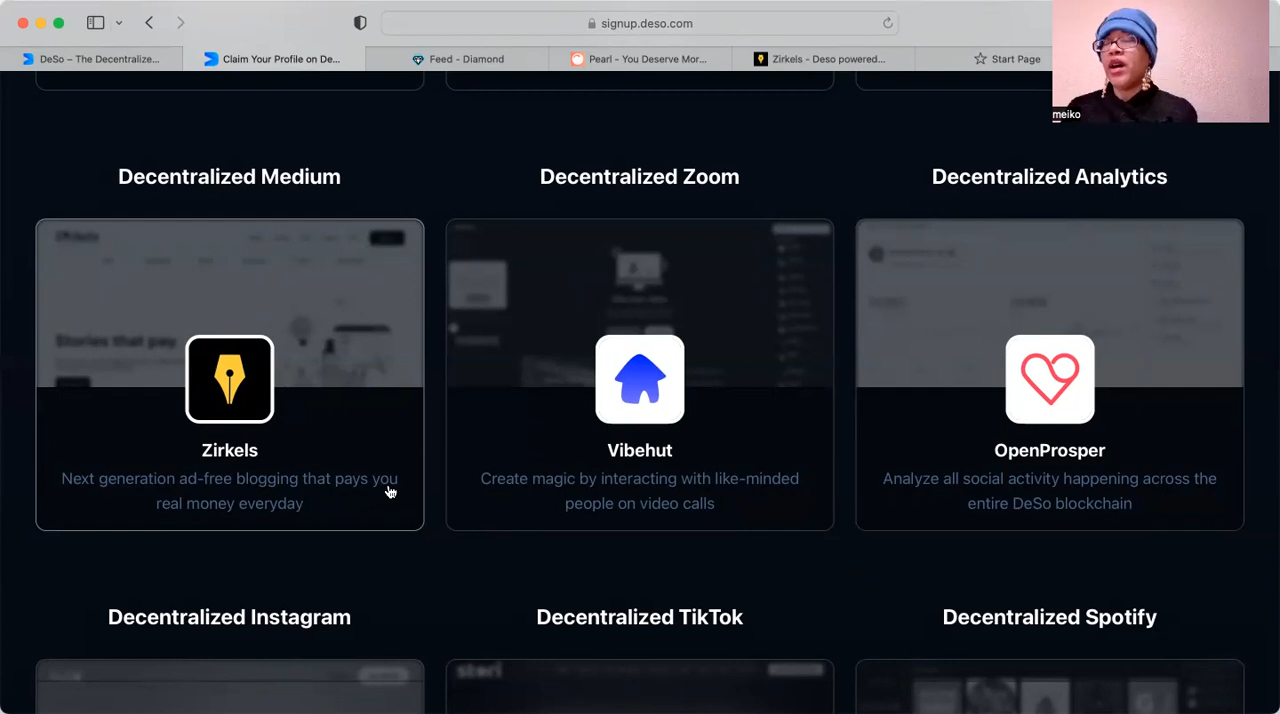 signup.deso.com
DeSo – The Decentralize...
Claim Your Profile on De...
Feed - Diamond
Pearl - You Deserve Mor...
Zirkels - Deso powered...
Start Page
meiko
Decentralized Medium
Decentralized Zoom
Decentralized Analytics
Stories that pay
Zirkels
Next generation ad-free blogging that pays you
real money everyday
Vibehut
Create magic by interacting with like-minded
people on video calls
OpenProsper
Analyze all social activity happening across the
entire DeSo blockchain
Decentralized Instagram
Decentralized TikTok
Decentralized Spotify